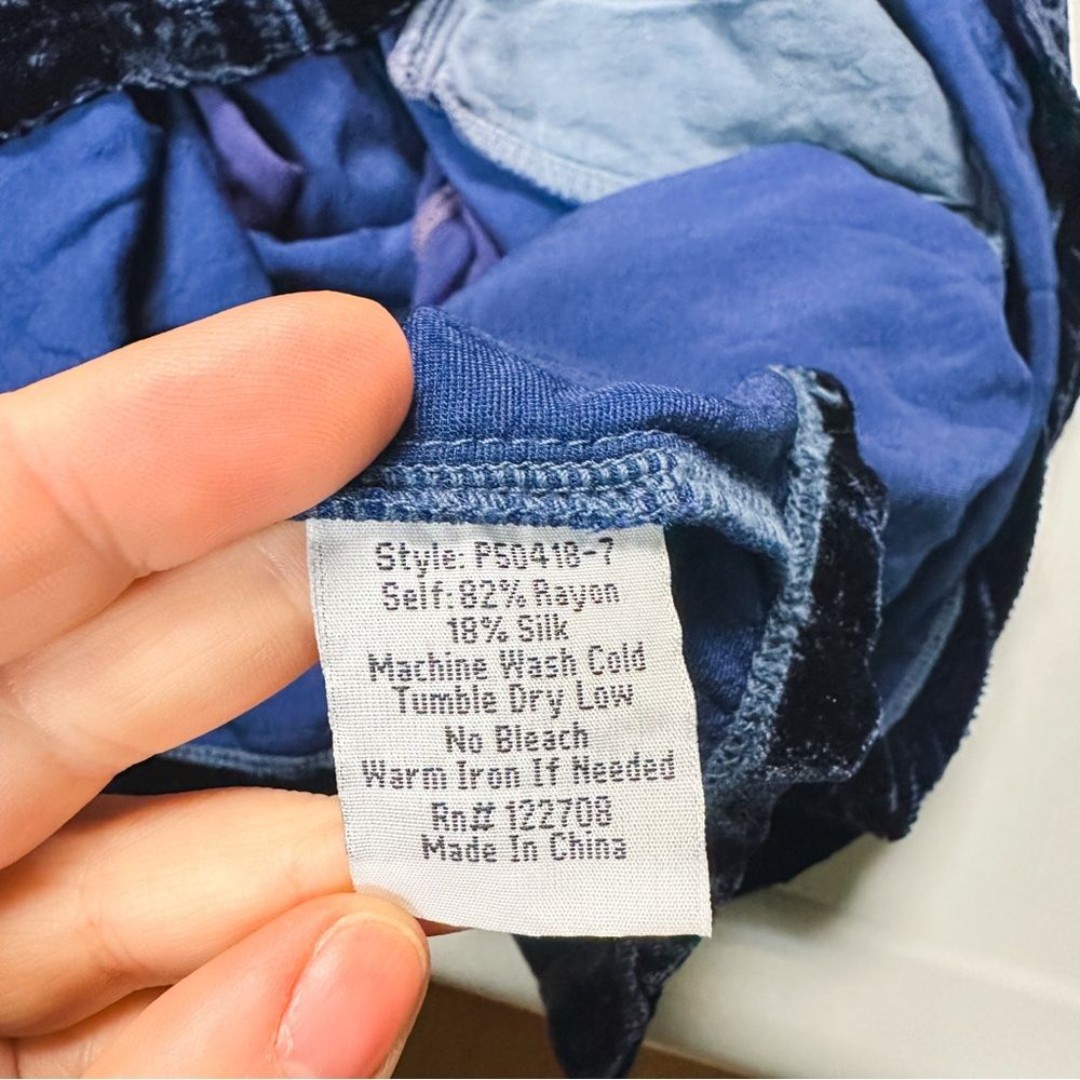 Style: P50418-7
Self: 82% Rayon
18% Silk
Machine Wash Cold
Tumble Dry Low
No Bleach
Warm Iron If Needed
Rn# 122708
Made In China